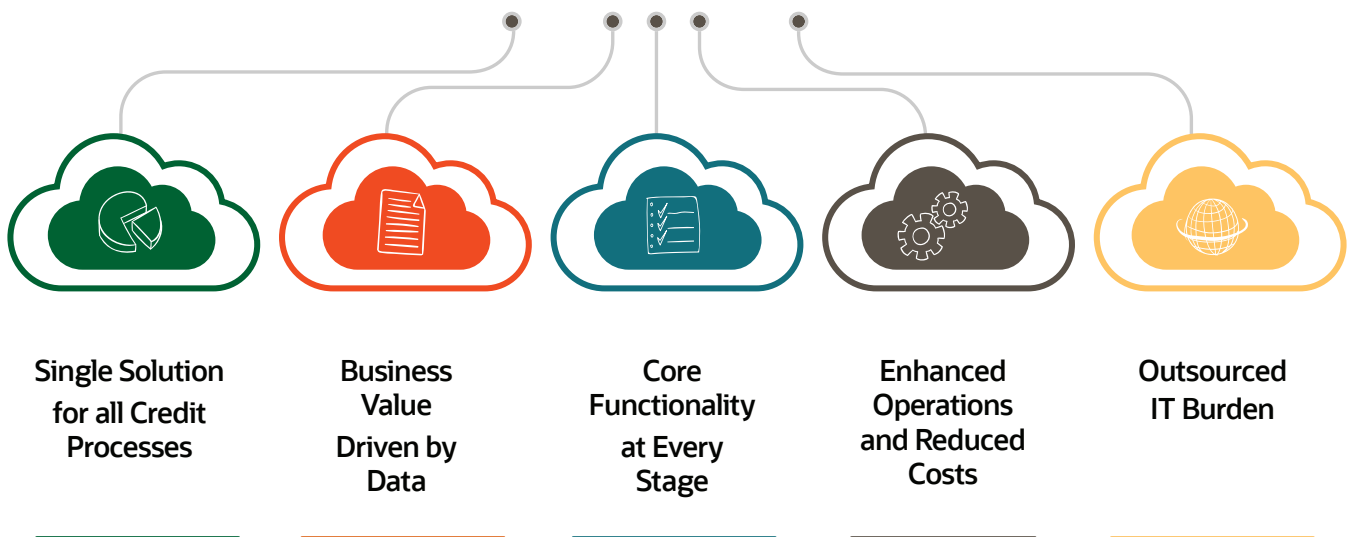 Single Solution
for all Credit
Processes
Business
Value
Driven by
Data
Core
Functionality
at Every
Stage
Enhanced
Operations
and Reduced
Costs
Outsourced
IT Burden